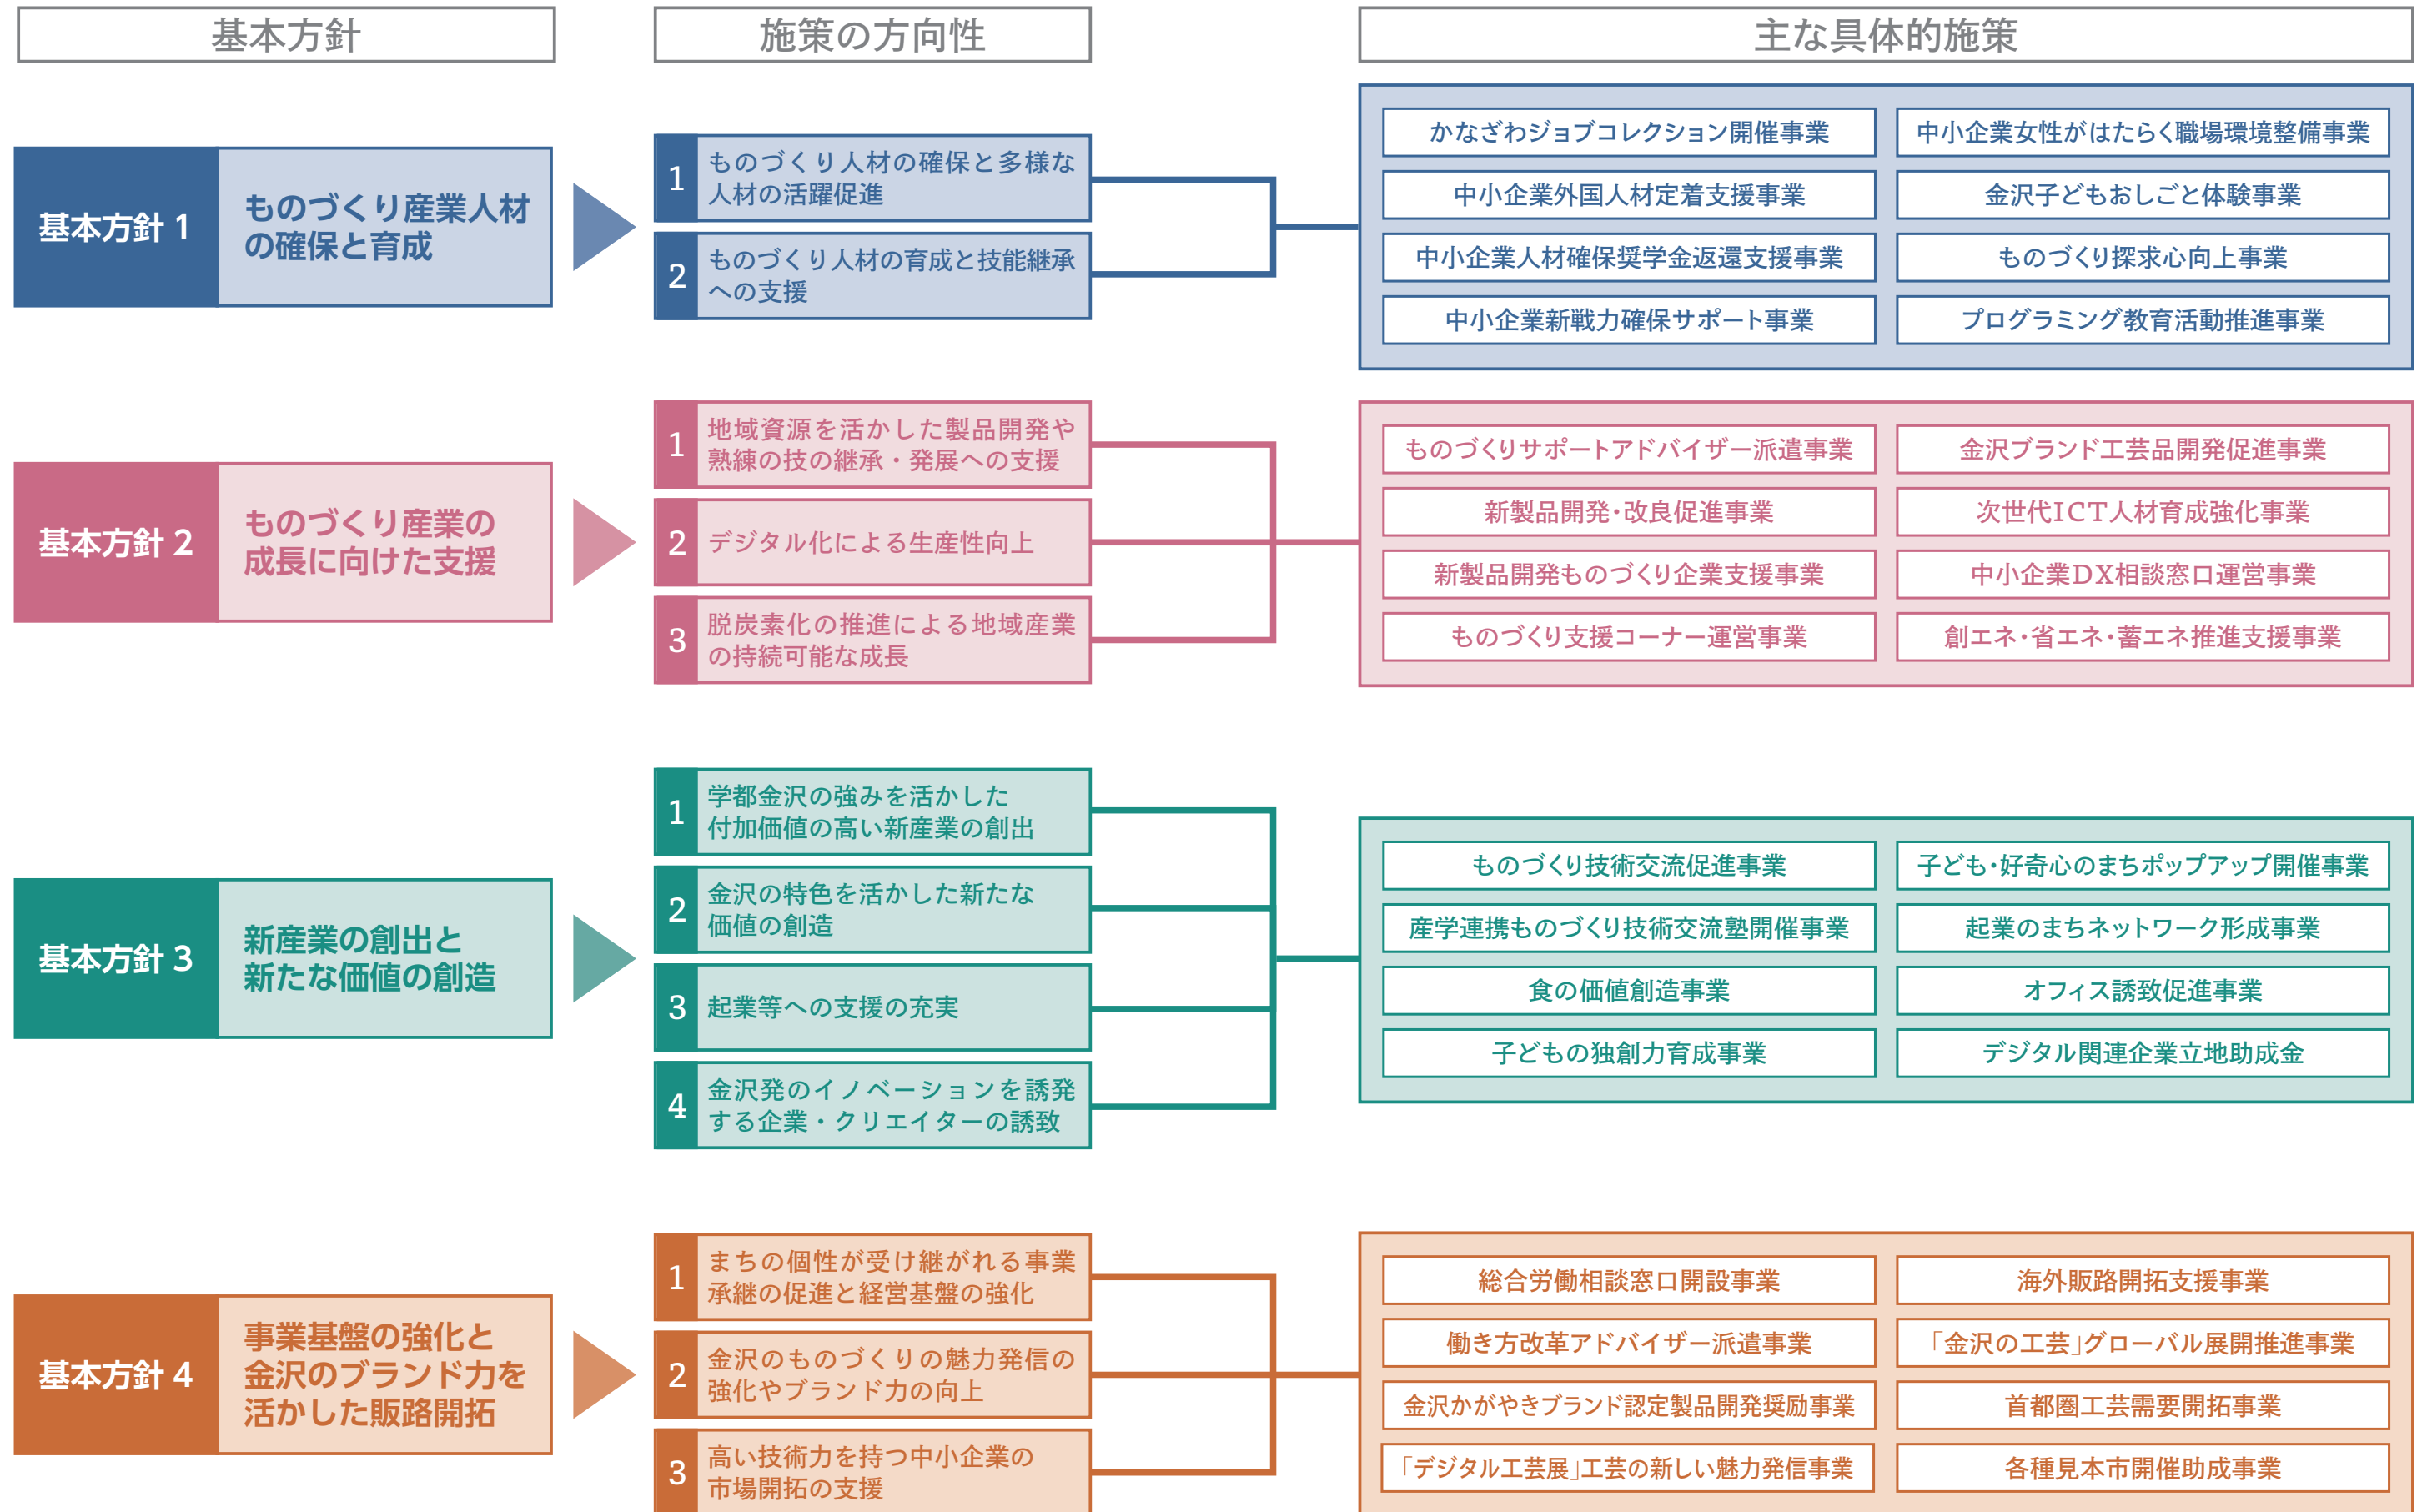 基本方針
施策の方向性
主な具体的施策
基本方針 1
ものづくり産業人材
の確保と育成
1
ものづくり人材の確保と多様な
人材の活躍促進
2
ものづくり人材の育成と技能継承
への支援
かなざわジョブコレクション開催事業
中小企業女性がはたらく職場環境整備事業
中小企業外国人材定着支援事業
金沢子どもおしごと体験事業
中小企業人材確保奨学金返還支援事業
ものづくり探求心向上事業
中小企業新戦力確保サポート事業
プログラミング教育活動推進事業
基本方針 2
ものづくり産業の
成長に向けた支援
1
地域資源を活かした製品開発や
熟練の技の継承・発展への支援
2
デジタル化による生産性向上
3
脱炭素化の推進による地域産業
の持続可能な成長
ものづくりサポートアドバイザー派遣事業
金沢ブランド工芸品開発促進事業
新製品開発・改良促進事業
次世代ICT人材育成強化事業
新製品開発ものづくり企業支援事業
中小企業DX相談窓口運営事業
ものづくり支援コーナー運営事業
創エネ・省エネ・蓄エネ推進支援事業
基本方針 3
新産業の創出と
新たな価値の創造
1
学都金沢の強みを活かした
付加価値の高い新産業の創出
2
金沢の特色を活かした新たな
価値の創造
3
起業等への支援の充実
4
金沢発のイノベーションを誘発
する企業・クリエイターの誘致
ものづくり技術交流促進事業
子ども・好奇心のまちポップアップ開催事業
産学連携ものづくり技術交流塾開催事業
起業のまちネットワーク形成事業
食の価値創造事業
オフィス誘致促進事業
子どもの独創力育成事業
デジタル関連企業立地助成金
基本方針 4
事業基盤の強化と
金沢のブランド力を
活かした販路開拓
1
まちの個性が受け継がれる事業
承継の促進と経営基盤の強化
2
金沢のものづくりの魅力発信の
強化やブランド力の向上
3
高い技術力を持つ中小企業の
市場開拓の支援
総合労働相談窓口開設事業
海外販路開拓支援事業
働き方改革アドバイザー派遣事業
「金沢の工芸」グローバル展開推進事業
金沢かがやきブランド認定製品開発奨励事業
首都圏工芸需要開拓事業
「デジタル工芸展」工芸の新しい魅力発信事業
各種見本市開催助成事業